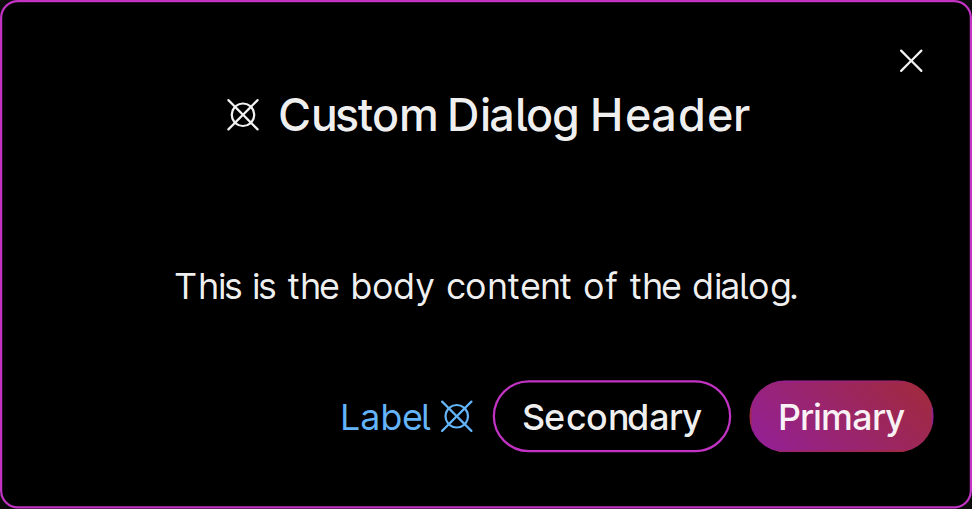 Custom Dialog Header
This is the body content of the dialog.
Label Secondary Primary